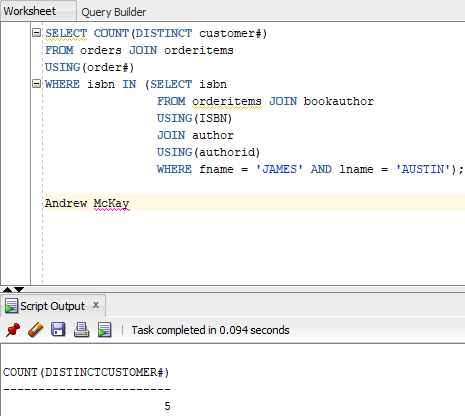 Worksheet Query Builder
SELECT COUNT(DISTINCT customer#)
FROM orders JOIN orderitems
USING(order#)
WHERE isbn IN (SELECT isbn
FROM orderitems JOIN bookauthor
USING(ISBN)
JOIN author
USING(authorid)
WHERE fname = 'JAMES' AND lname = 'AUSTIN');
Andrew McKay
Script Output x
Task completed in 0.094 seconds
COUNT(DISTINCTCUSTOMER#)
------------------------
5